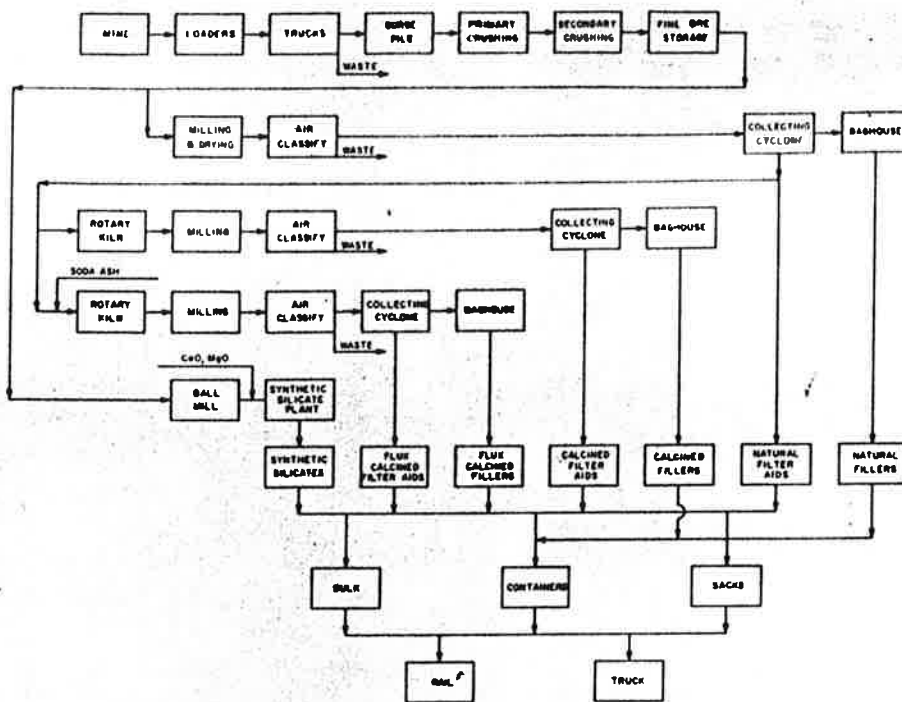 MINE
LOADERS
TRUCKS
SURGE
PILE
PRIMARY
CRUSHING
SECONDARY
CRUSHING
FINE ORE
STORAGE
WASTE
MILLING
& DRYING
AIR
CLASSIFY
WASTE
COLLECTING
CYCLONE
BAGHOUSE
ROTARY
KILN
MILLING
AIR
CLASSIFY
WASTE
COLLECTING
CYCLONE
BAGHOUSE
SODA ASH
ROTARY
KILN
MILLING
AIR
CLASSIFY
WASTE
COLLECTING
CYCLONE
BAGHOUSE
CaO, MgO
BALL
MILL
SYNTHETIC
SILICATE
PLANT
SYNTHETIC
SILICATES
FLUX
CALCINED
FILTER AIDS
FLUX
CALCINED
FILLERS
CALCINED
FILTER
AIDS
CALCINED
FILLERS
NATURAL
FILTER
AIDS
NATURAL
FILLERS
BULK
CONTAINERS
SACKS
RAIL
TRUCK